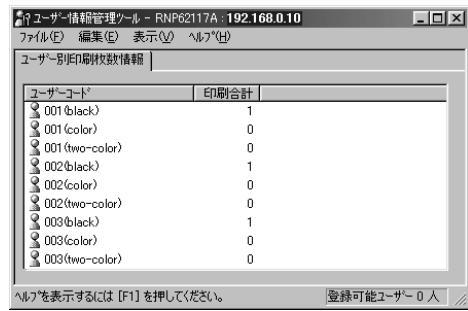 ユーザー情報管理ツール - RNP62117A : 192.168.0.10
ファイル(F) 編集(E) 表示(V) ヘルプ(H)
ユーザー別印刷枚数情報
ユーザーコード 印刷合計
001(black) 1
001(color) 0
001(two-color) 0
002(black) 1
002(color) 0
002(two-color) 0
003(black) 1
003(color) 0
003(two-color) 0
ヘルプを表示するには [F1] を押してください。 登録可能ユーザー 0 人